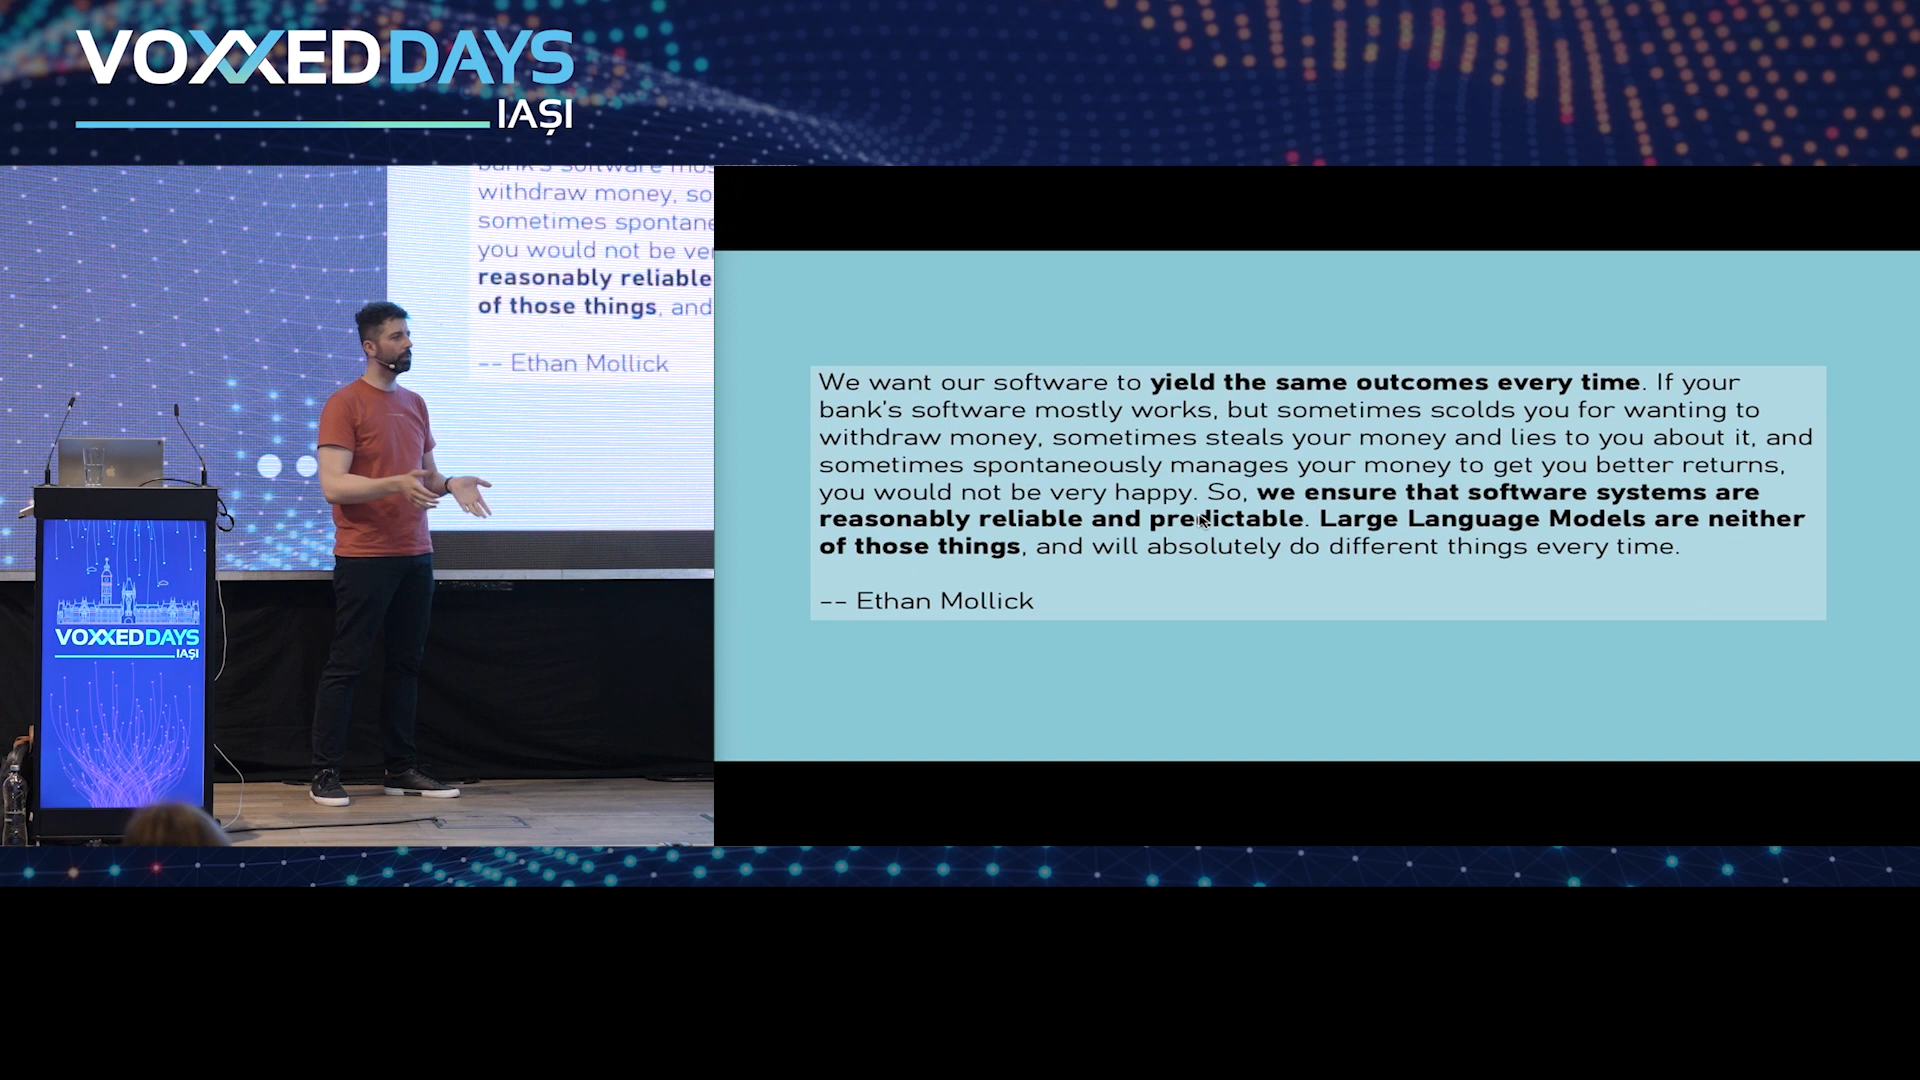 VOXXEDDAYS
IAȘI
bank's software mos
withdraw money, so
sometimes spontane
you would not be ver
reasonably reliable
of those things, and
-- Ethan Mollick
VOXXEDDAYS
IAȘI
We want our software to yield the same outcomes every time. If your
bank's software mostly works, but sometimes scolds you for wanting to
withdraw money, sometimes steals your money and lies to you about it, and
sometimes spontaneously manages your money to get you better returns,
you would not be very happy. So, we ensure that software systems are
reasonably reliable and predictable. Large Language Models are neither
of those things, and will absolutely do different things every time.
-- Ethan Mollick